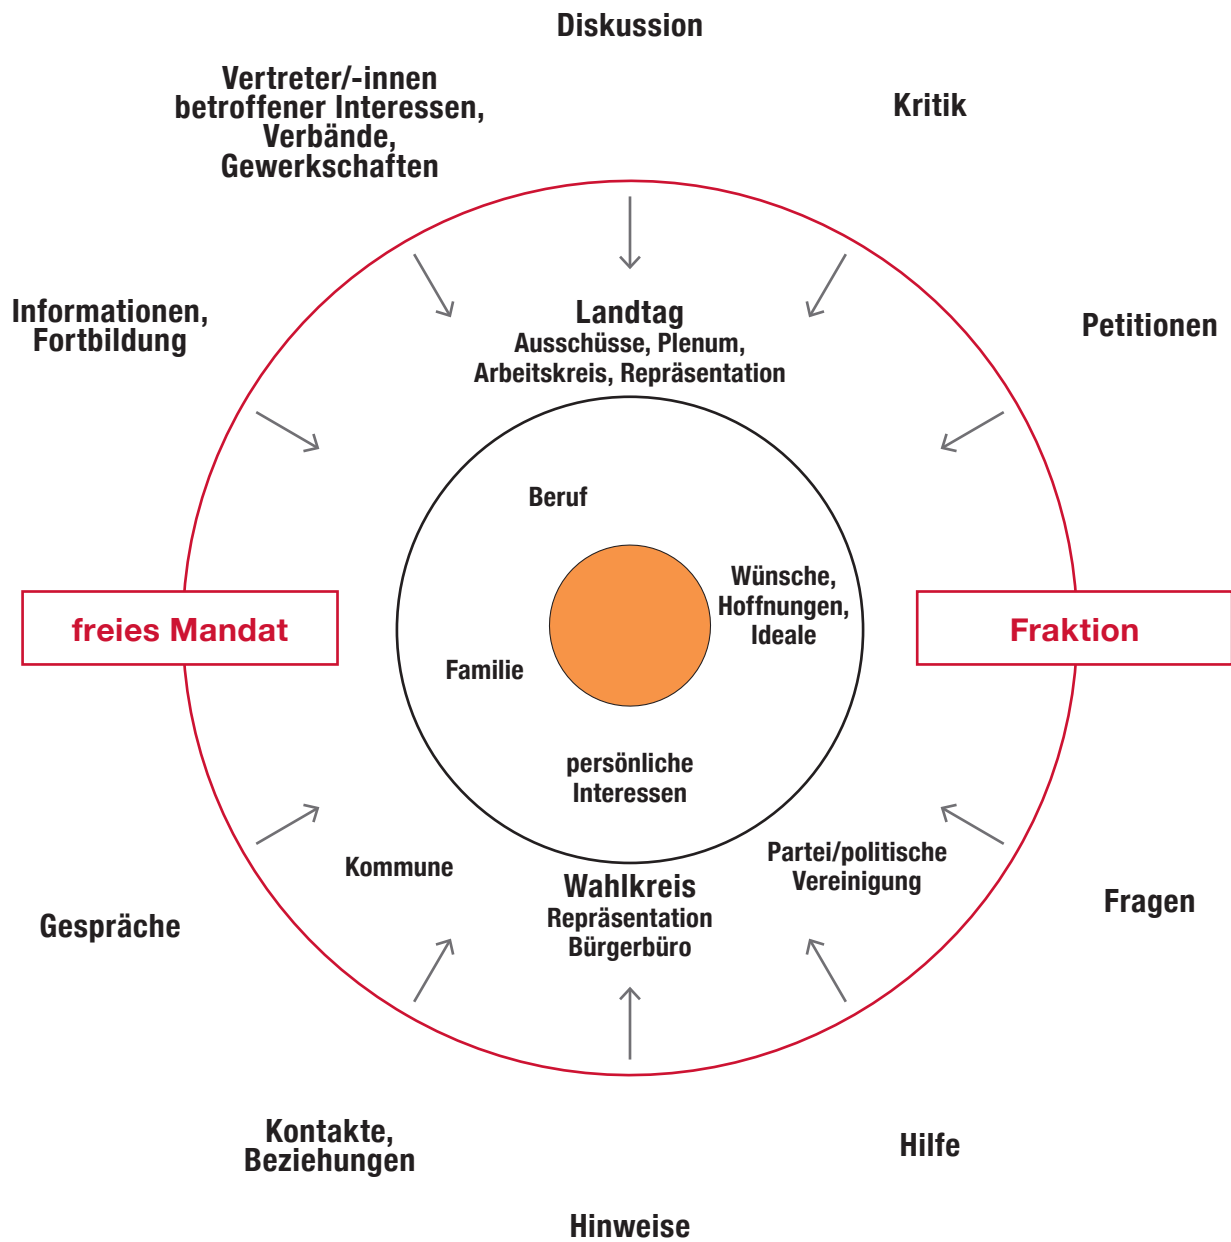 Diskussion
Vertreter/-innen
betroffener Interessen,
Verbände,
Gewerkschaften
Kritik
Informationen,
Fortbildung
Petitionen
Landtag
Ausschüsse, Plenum,
Arbeitskreis, Repräsentation
Beruf
Wünsche,
Hoffnungen,
Ideale
freies Mandat
Fraktion
Familie
persönliche
Interessen
Kommune
Partei/politische
Vereinigung
Wahlkreis
Repräsentation
Bürgerbüro
Gespräche
Fragen
Kontakte,
Beziehungen
Hilfe
Hinweise